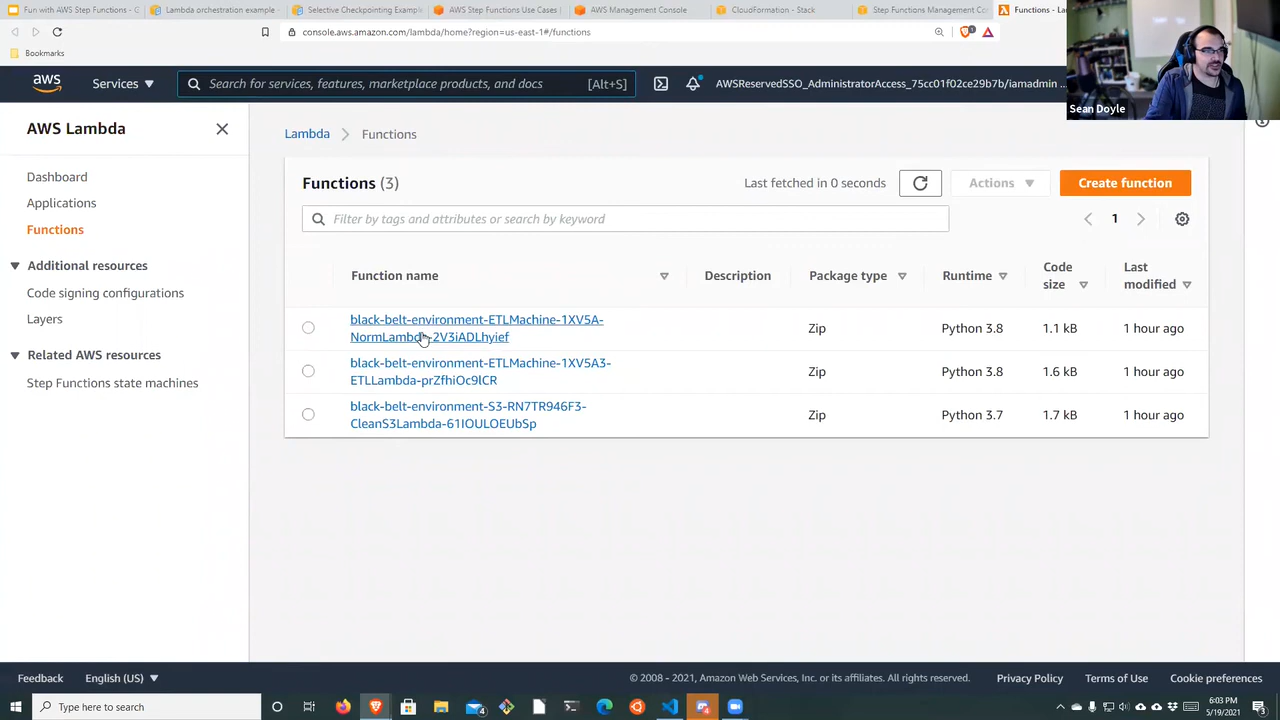 Fun with AWS Step Functions - G
Lambda orchestration example
Selective Checkpointing Exampl
AWS Step Functions Use Cases
AWS Management Console
CloudFormation - Stack
Step Functions Management Co
Functions - La
console.aws.amazon.com/lambda/home?region=us-east-1#/functions
Bookmarks
aws
Services
Search for services, features, marketplace products, and docs
[Alt+S]
AWSReservedSSO_AdministratorAccess_75cc01f02ce29b7b/iamadmin ...
Sean Doyle
AWS Lambda
Dashboard
Applications
Functions
Additional resources
Code signing configurations
Layers
Related AWS resources
Step Functions state machines
Lambda
Functions
Functions (3)
Last fetched in 0 seconds
Actions
Create function
Filter by tags and attributes or search by keyword
1
Function name
Description
Package type
Runtime
Code size
Last modified
black-belt-environment-ETLMachine-1XV5A-
NormLambda-2V3iADLhyief
Zip
Python 3.8
1.1 kB
1 hour ago
black-belt-environment-ETLMachine-1XV5A3-
ETLLambda-prZfhiOc9lCR
Zip
Python 3.8
1.6 kB
1 hour ago
black-belt-environment-S3-RN7TR946F3-
CleanS3Lambda-61IOULOEUbSp
Zip
Python 3.7
1.7 kB
1 hour ago
Feedback
English (US)
© 2008 - 2021, Amazon Web Services, Inc. or its affiliates. All rights reserved.
Privacy Policy
Terms of Use
Cookie preferences
Type here to search
4
6:03 PM
5/19/2021
3